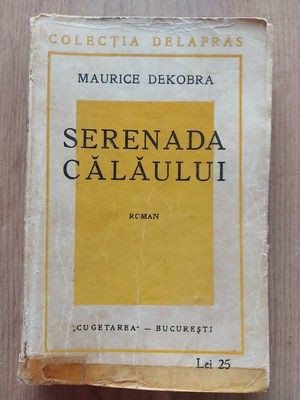 COLECȚIA DELAFRAS
MAURICE DEKOBRA
SERENADA
CĂLĂULUI
ROMAN
„CUGETAREA" — BUCUREȘTI
Lei 25